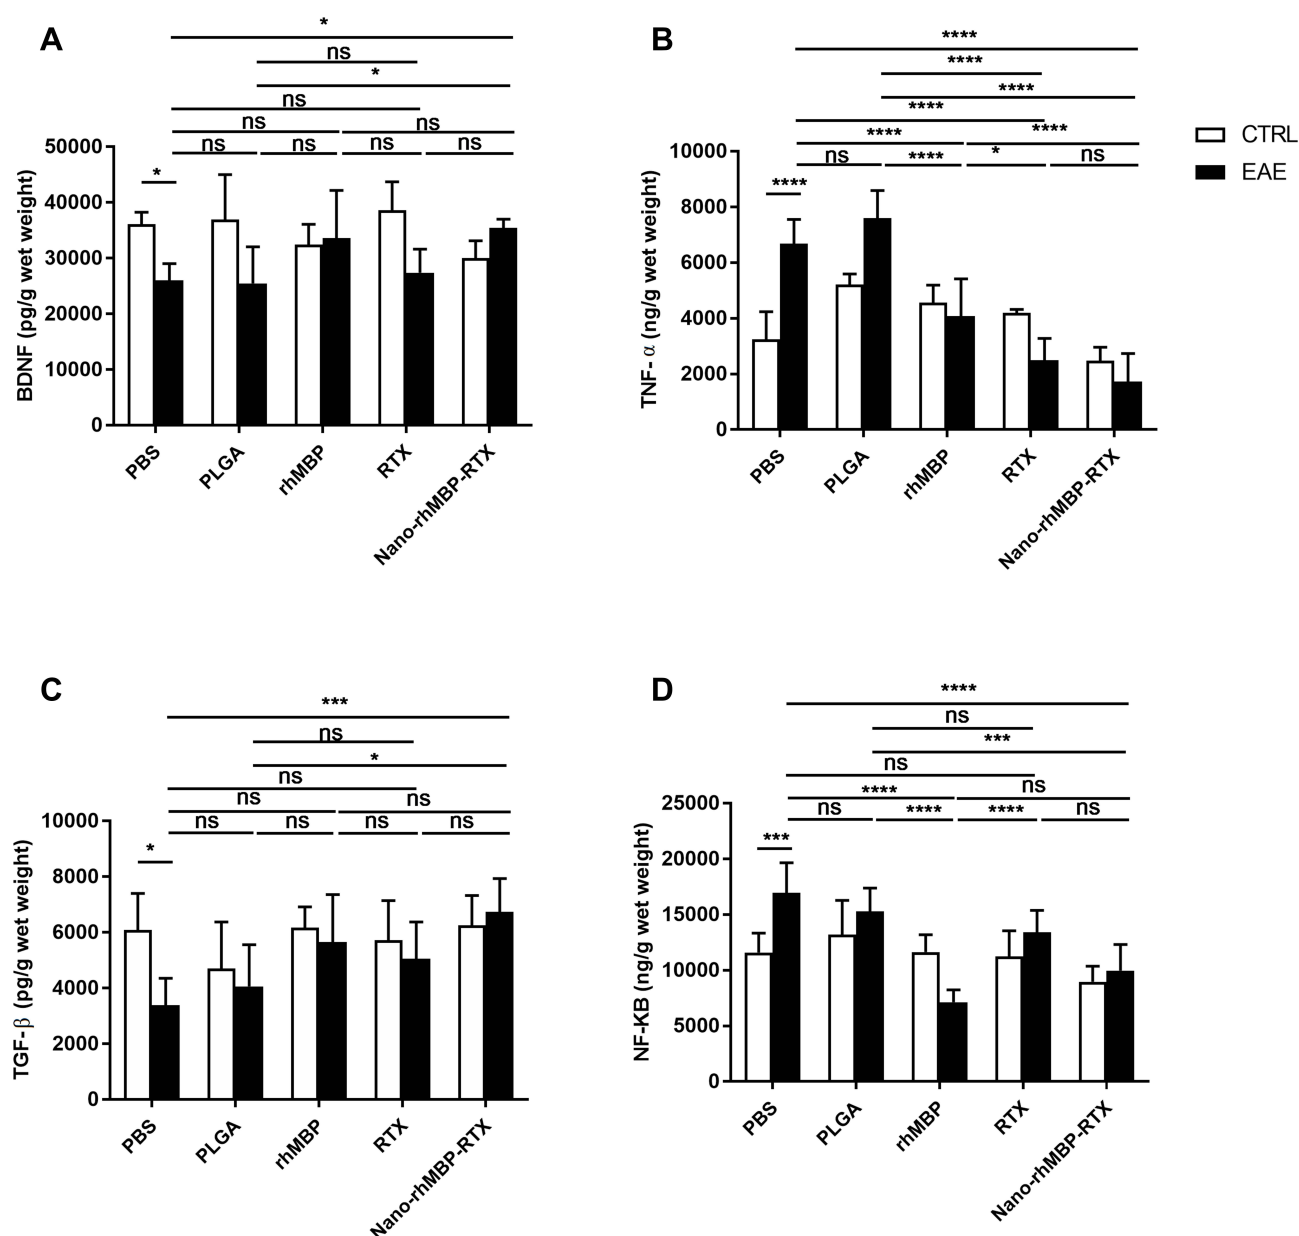 A
*
ns
*
ns
ns
ns
ns
ns
ns
ns
*
50000
40000
30000
20000
10000
0
BDNF (pg/g wet weight)
PBS
PLGA
rhMBP
RTX
Nano-rhMBP-RTX
B
****
****
****
****
****
****
ns
****
*
ns
****
10000
8000
6000
4000
2000
0
TNF- α (ng/g wet weight)
PBS
PLGA
rhMBP
RTX
Nano-rhMBP-RTX
CTRL
EAE
C
***
ns
*
ns
ns
ns
ns
ns
ns
ns
*
10000
8000
6000
4000
2000
0
TGF-β (pg/g wet weight)
PBS
PLGA
rhMBP
RTX
Nano-rhMBP-RTX
D
****
ns
***
ns
****
ns
ns
****
****
ns
***
25000
20000
15000
10000
5000
0
NF-KB (ng/g wet weight)
PBS
PLGA
rhMBP
RTX
Nano-rhMBP-RTX